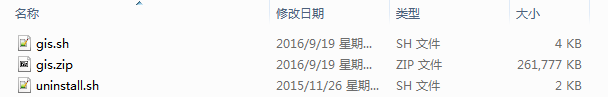 名称 修改日期 类型 大小
gis.sh 2016/9/19 星期... SH 文件 4 KB
gis.zip 2016/9/19 星期... ZIP 文件 261,777 KB
uninstall.sh 2015/11/26 星期... SH 文件 2 KB